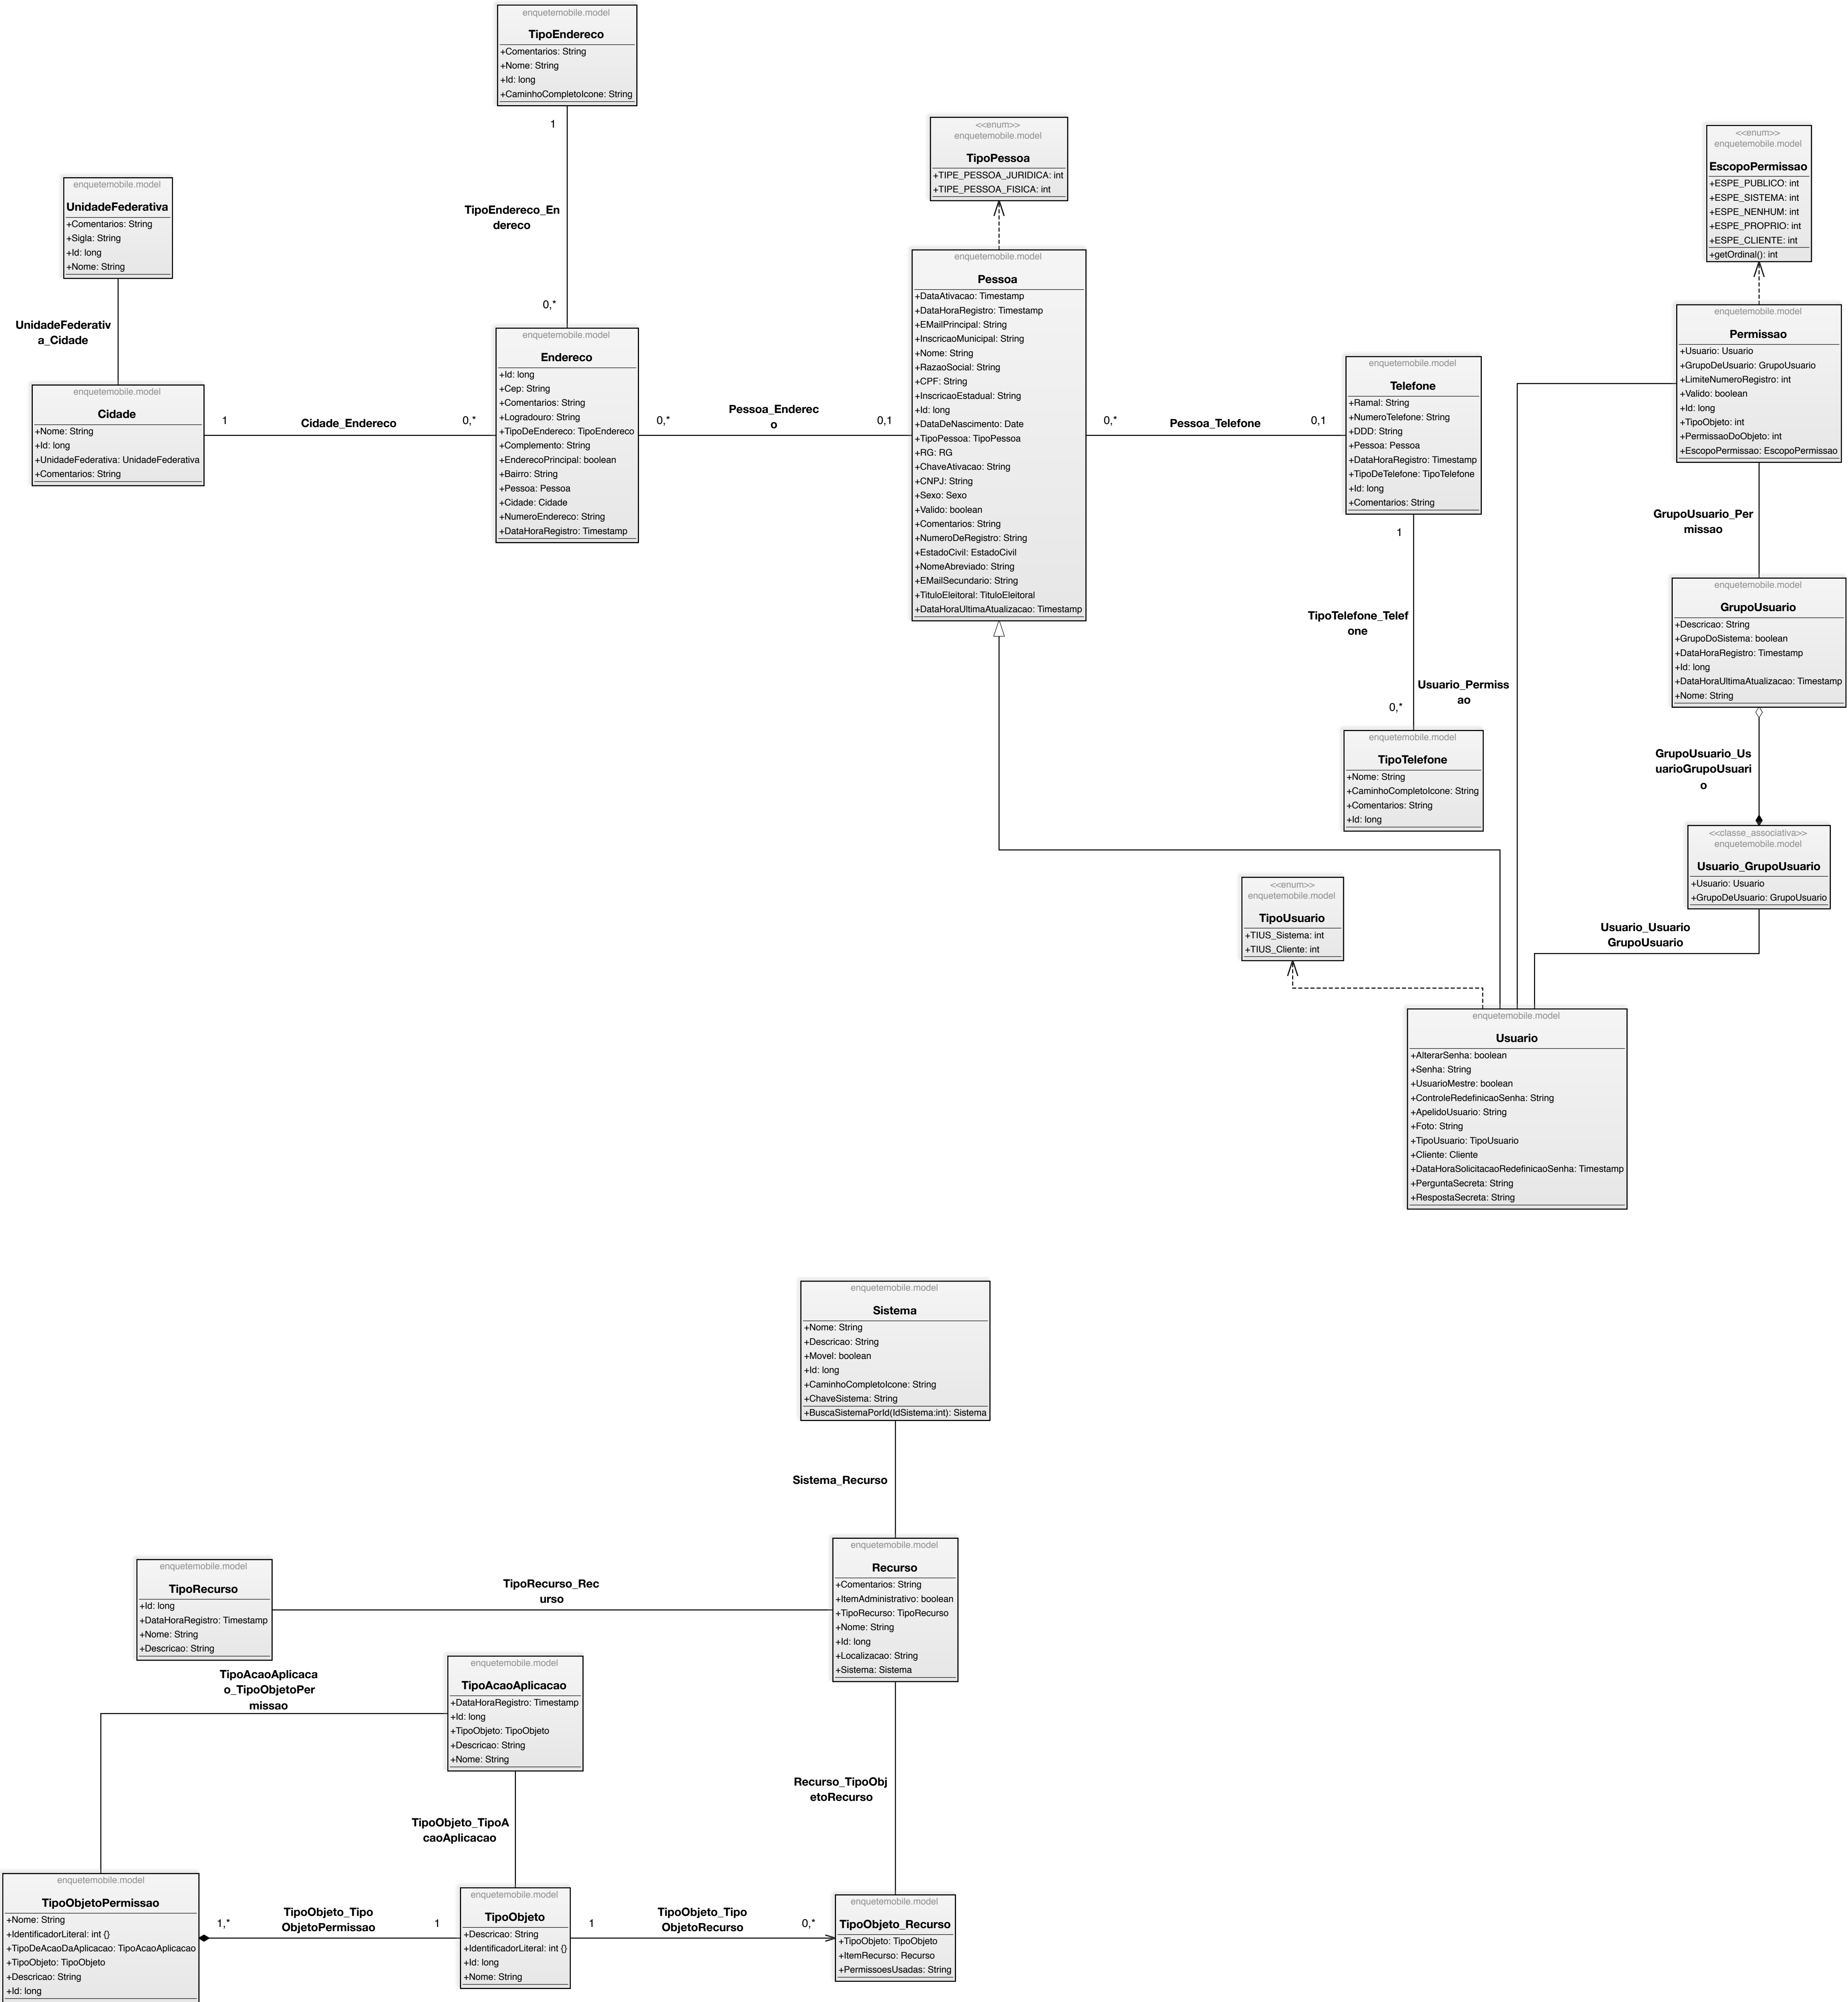 enquetemobile.model
TipoEndereco
+Comentarios: String
+Nome: String
+Id: long
+CaminhoCompletoIcone: String
1
TipoEndereco_En
dereco
0,*
<<enum>>
enquetemobile.model
TipoPessoa
+TIPE_PESSOA_JURIDICA: int
+TIPE_PESSOA_FISICA: int
<<enum>>
enquetemobile.model
EscopoPermissao
+ESPE_PUBLICO: int
+ESPE_SISTEMA: int
+ESPE_NENHUM: int
+ESPE_PROPRIO: int
+ESPE_CLIENTE: int
+getOrdinal(): int
enquetemobile.model
UnidadeFederativa
+Comentarios: String
+Sigla: String
+Id: long
+Nome: String
UnidadeFederativ
a_Cidade
enquetemobile.model
Cidade
+Nome: String
+Id: long
+UnidadeFederativa: UnidadeFederativa
+Comentarios: String
1
Cidade_Endereco
0,*
enquetemobile.model
Endereco
+Id: long
+Cep: String
+Comentarios: String
+Logradouro: String
+TipoDeEndereco: TipoEndereco
+Complemento: String
+EnderecoPrincipal: boolean
+Bairro: String
+Pessoa: Pessoa
+Cidade: Cidade
+NumeroEndereco: String
+DataHoraRegistro: Timestamp
0,*
Pessoa_Enderec
o
0,1
enquetemobile.model
Pessoa
+DataAtivacao: Timestamp
+DataHoraRegistro: Timestamp
+EMailPrincipal: String
+InscricaoMunicipal: String
+Nome: String
+RazaoSocial: String
+CPF: String
+InscricaoEstadual: String
+Id: long
+DataDeNascimento: Date
+TipoPessoa: TipoPessoa
+RG: RG
+ChaveAtivacao: String
+CNPJ: String
+Sexo: Sexo
+Valido: boolean
+Comentarios: String
+NumeroDeRegistro: String
+EstadoCivil: EstadoCivil
+NomeAbreviado: String
+EMailSecundario: String
+TituloEleitoral: TituloEleitoral
+DataHoraUltimaAtualizacao: Timestamp
0,*
Pessoa_Telefone
0,1
enquetemobile.model
Telefone
+Ramal: String
+NumeroTelefone: String
+DDD: String
+Pessoa: Pessoa
+DataHoraRegistro: Timestamp
+TipoDeTelefone: TipoTelefone
+Id: long
+Comentarios: String
1
TipoTelefone_Telef
one
0,*
enquetemobile.model
TipoTelefone
+Nome: String
+CaminhoCompletoIcone: String
+Comentarios: String
+Id: long
Usuario_Permiss
ao
enquetemobile.model
Permissao
+Usuario: Usuario
+GrupoDeUsuario: GrupoUsuario
+LimiteNumeroRegistro: int
+Valido: boolean
+Id: long
+TipoObjeto: int
+PermissaoDoObjeto: int
+EscopoPermissao: EscopoPermissao
GrupoUsuario_Per
missao
enquetemobile.model
GrupoUsuario
+Descricao: String
+GrupoDoSistema: boolean
+DataHoraRegistro: Timestamp
+Id: long
+DataHoraUltimaAtualizacao: Timestamp
+Nome: String
GrupoUsuario_Us
uarioGrupoUsuari
o
<<classe_associativa>>
enquetemobile.model
Usuario_GrupoUsuario
+Usuario: Usuario
+GrupoDeUsuario: GrupoUsuario
Usuario_Usuario
GrupoUsuario
<<enum>>
enquetemobile.model
TipoUsuario
+TIUS_Sistema: int
+TIUS_Cliente: int
enquetemobile.model
Usuario
+AlterarSenha: boolean
+Senha: String
+UsuarioMestre: boolean
+ControleRedefinicaoSenha: String
+ApelidoUsuario: String
+Foto: String
+TipoUsuario: TipoUsuario
+Cliente: Cliente
+DataHoraSolicitacaoRedefinicaoSenha: Timestamp
+PerguntaSecreta: String
+RespostaSecreta: String
enquetemobile.model
Sistema
+Nome: String
+Descricao: String
+Movel: boolean
+Id: long
+CaminhoCompletoIcone: String
+ChaveSistema: String
+BuscaSistemaPorId(IdSistema:int): Sistema
Sistema_Recurso
enquetemobile.model
TipoRecurso
+Id: long
+DataHoraRegistro: Timestamp
+Nome: String
+Descricao: String
TipoRecurso_Rec
urso
enquetemobile.model
Recurso
+Comentarios: String
+ItemAdministrativo: boolean
+TipoRecurso: TipoRecurso
+Nome: String
+Id: long
+Localizacao: String
+Sistema: Sistema
TipoAcaoAplicaca
o_TipoObjetoPer
missao
enquetemobile.model
TipoAcaoAplicacao
+DataHoraRegistro: Timestamp
+Id: long
+TipoObjeto: TipoObjeto
+Descricao: String
+Nome: String
Recurso_TipoObj
etoRecurso
TipoObjeto_TipoA
caoAplicacao
enquetemobile.model
TipoObjetoPermissao
+Nome: String
+IdentificadorLiteral: int {}
+TipoDeAcaoDaAplicacao: TipoAcaoAplicacao
+TipoObjeto: TipoObjeto
+Descricao: String
+Id: long
1,*
TipoObjeto_Tipo
ObjetoPermissao
1
enquetemobile.model
TipoObjeto
+Descricao: String
+IdentificadorLiteral: int {}
+Id: long
+Nome: String
1
TipoObjeto_Tipo
ObjetoRecurso
0,*
enquetemobile.model
TipoObjeto_Recurso
+TipoObjeto: TipoObjeto
+ItemRecurso: Recurso
+PermissoesUsadas: String